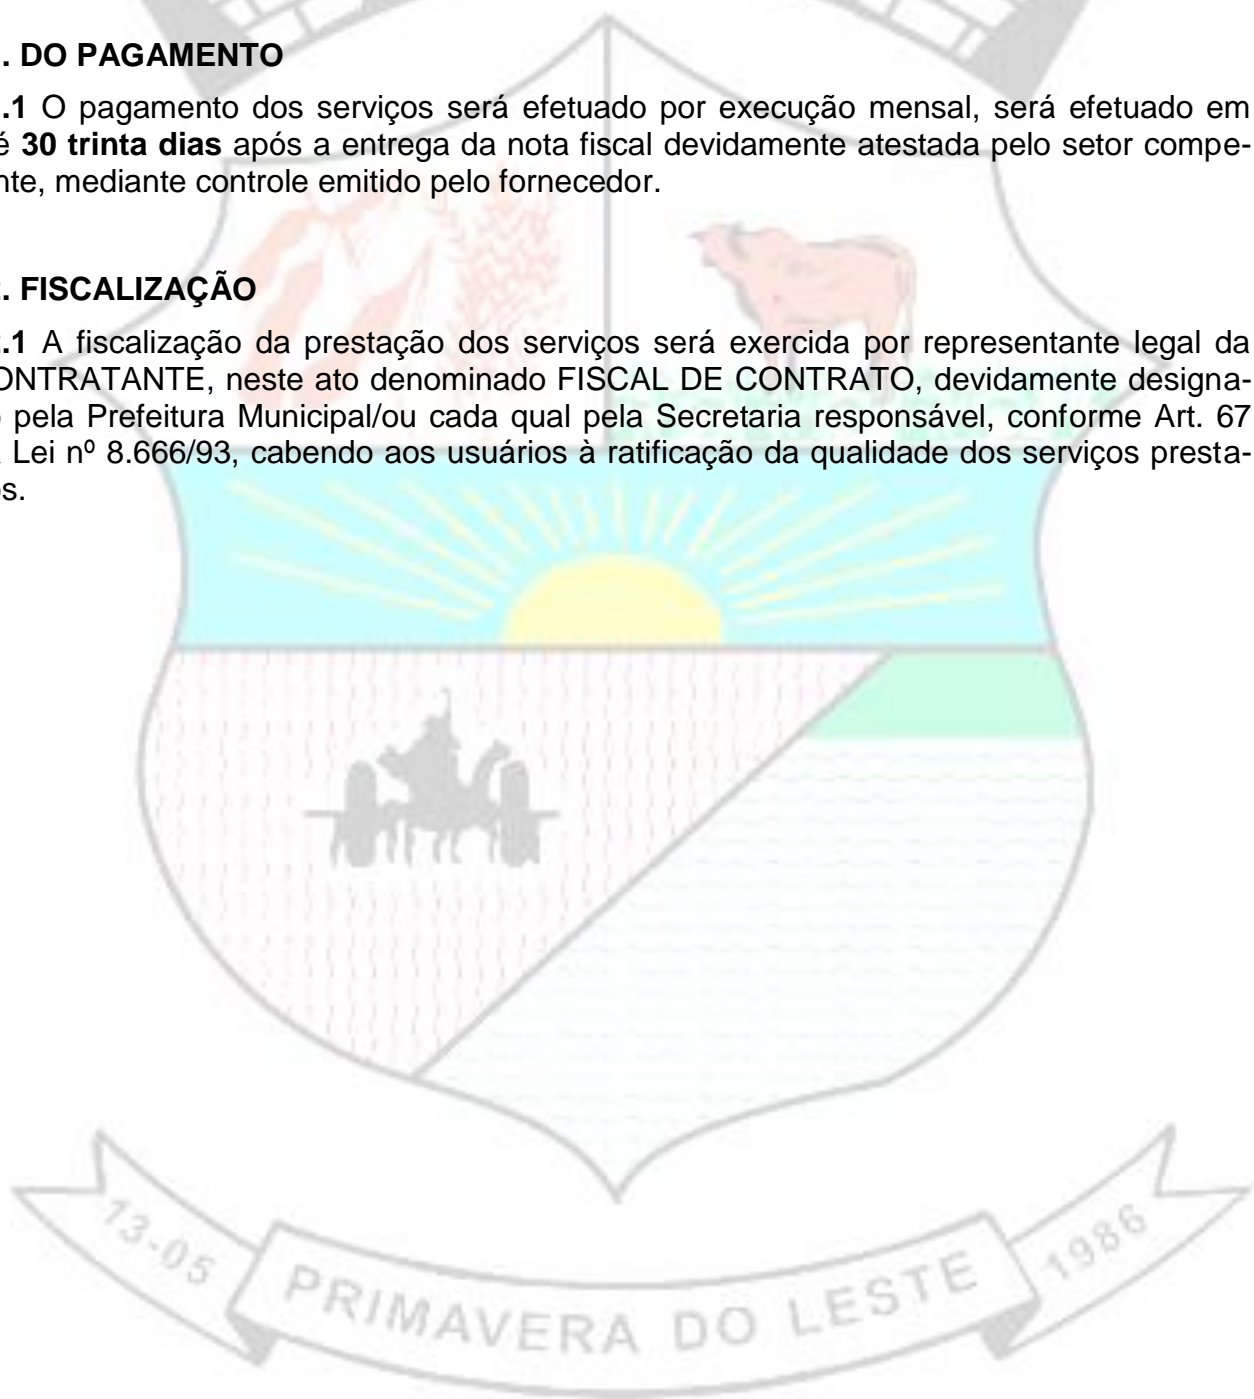 . DO PAGAMENTO
.1 O pagamento dos serviços será efetuado por execução mensal, será efetuado em
é 30 trinta dias após a entrega da nota fiscal devidamente atestada pelo setor compe-
nte, mediante controle emitido pelo fornecedor.
. FISCALIZAÇÃO
.1 A fiscalização da prestação dos serviços será exercida por representante legal da
ONTRATANTE, neste ato denominado FISCAL DE CONTRATO, devidamente designa-
o pela Prefeitura Municipal/ou cada qual pela Secretaria responsável, conforme Art. 67
Lei nº 8.666/93, cabendo aos usuários à ratificação da qualidade dos serviços presta-
os.
13-05 PRIMAVERA DO LESTE 1986